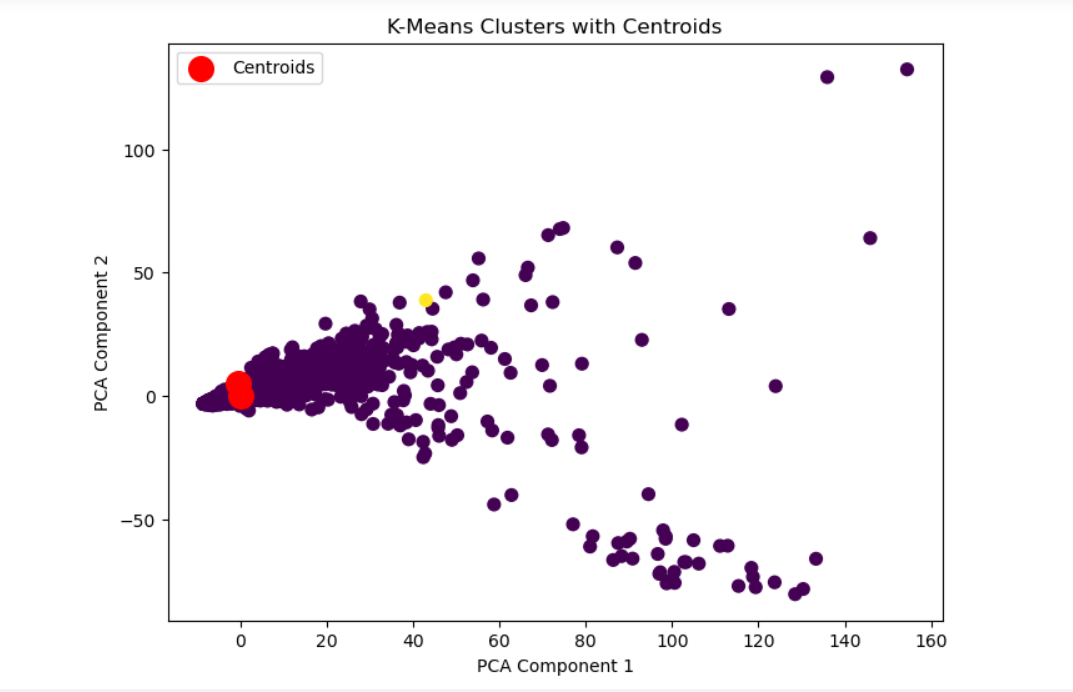 K-Means Clusters with Centroids
Centroids
PCA Component 2
100
50
0
−50
0 20 40 60 80 100 120 140 160
PCA Component 1